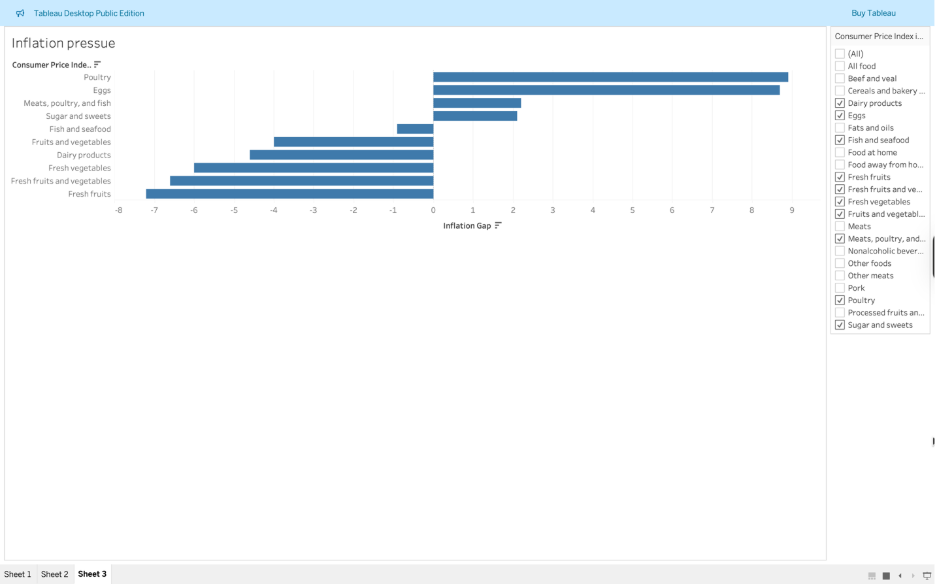 Tableau Desktop Public Edition
Buy Tableau
Inflation pressue
Consumer Price Inde..
Poultry
Eggs
Meats, poultry, and fish
Sugar and sweets
Fish and seafood
Fruits and vegetables
Dairy products
Fresh vegetables
Fresh fruits and vegetables
Fresh fruits
-8 -7 -6 -5 -4 -3 -2 -1 0 1 2 3 4 5 6 7 8 9
Inflation Gap
Consumer Price Index i...
(All)
All food
Beef and veal
Cereals and bakery ...
Dairy products
Eggs
Fats and oils
Fish and seafood
Food at home
Food away from ho...
Fresh fruits
Fresh fruits and ve...
Fresh vegetables
Fruits and vegetabl...
Meats
Meats, poultry, and...
Nonalcoholic bever...
Other foods
Other meats
Pork
Poultry
Processed fruits an...
Sugar and sweets
Sheet 1 Sheet 2 Sheet 3